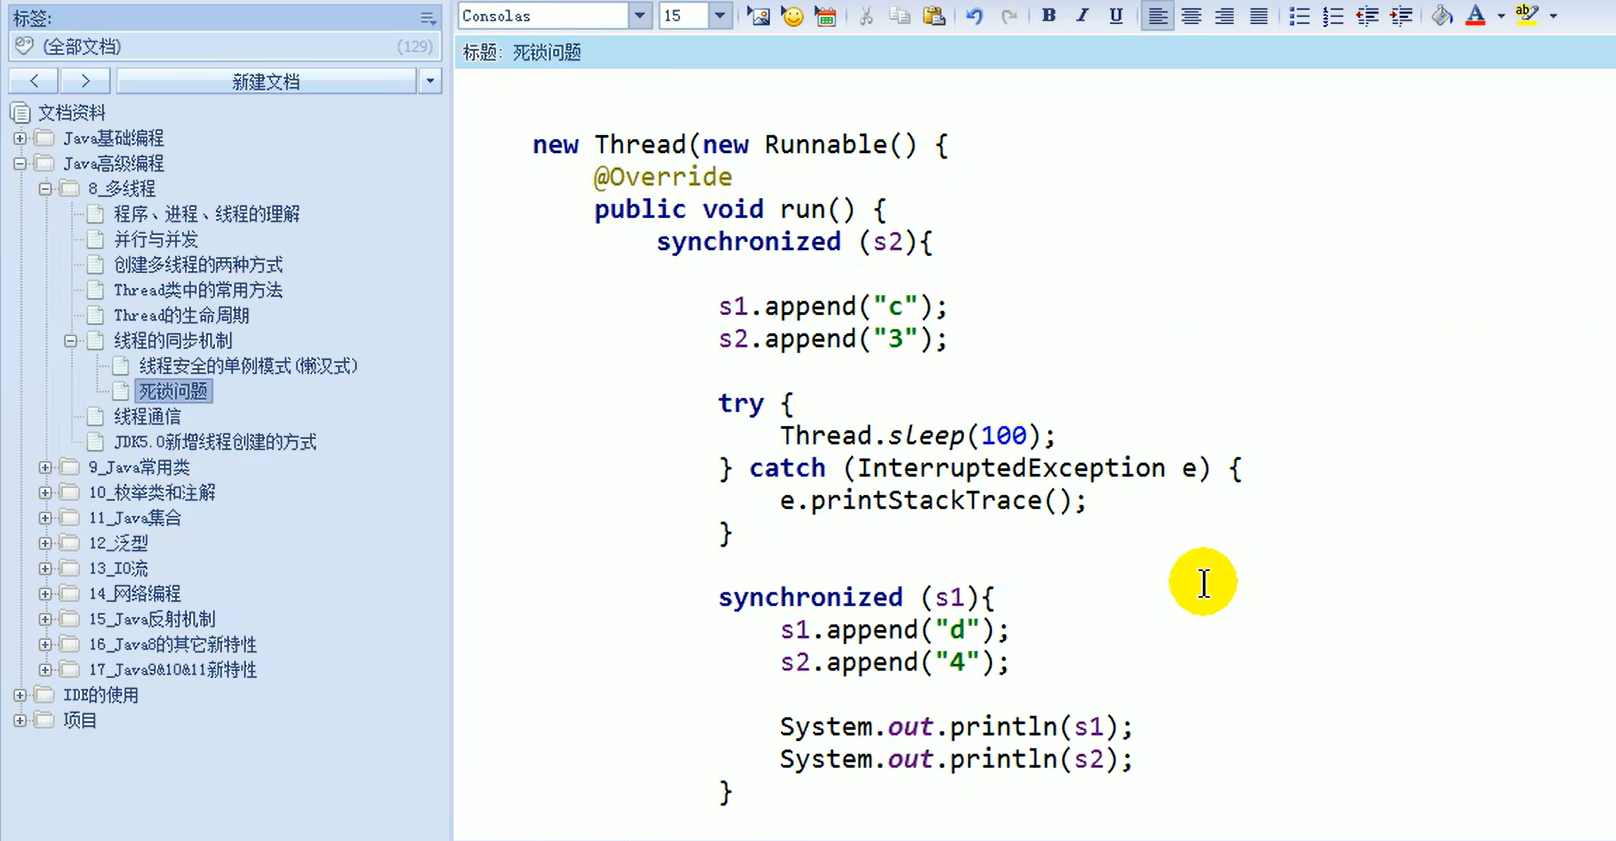 标签:
(全部文档) (129)
新建文档
文档资料
Java基础编程
Java高级编程
8_多线程
程序、进程、线程的理解
并行与并发
创建多线程的两种方式
Thread类中的常用方法
Thread的生命周期
线程的同步机制
线程安全的单例模式(懒汉式)
死锁问题
线程通信
JDK5.0新增线程创建的方式
9_Java常用类
10_枚举类和注解
11_Java集合
12_泛型
13_IO流
14_网络编程
15_Java反射机制
16_Java8的其它新特性
17_Java9&10&11新特性
IDE的使用
项目
Consolas 15 B I U A ab
标题: 死锁问题
new Thread(new Runnable() {
@Override
public void run() {
synchronized (s2){
s1.append("c");
s2.append("3");
try {
Thread.sleep(100);
} catch (InterruptedException e) {
e.printStackTrace();
}
synchronized (s1){
s1.append("d");
s2.append("4");
System.out.println(s1);
System.out.println(s2);
}